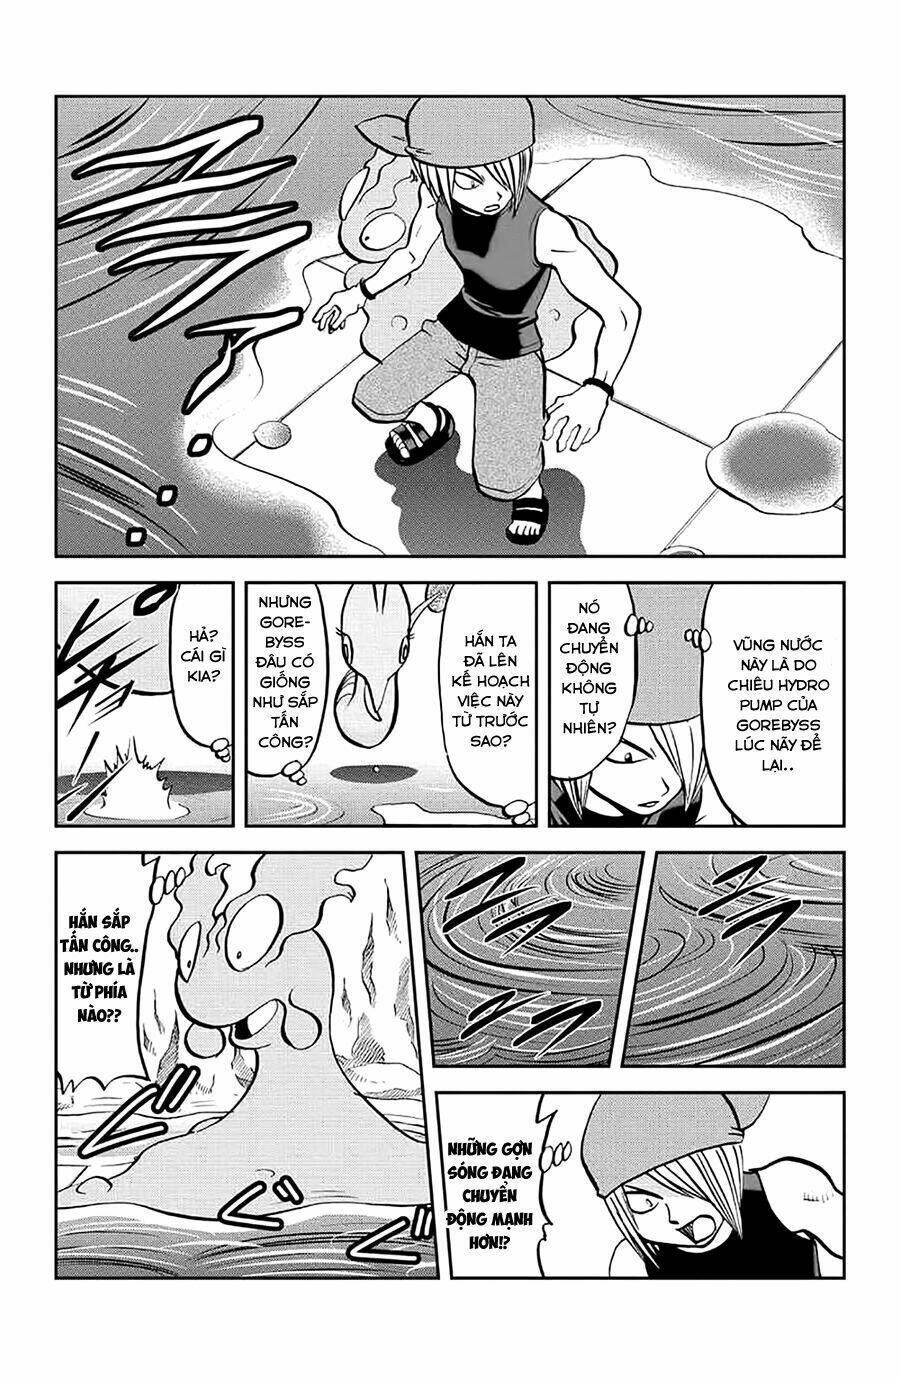 VŨNG NƯỚC
NÀY LÀ DO
CHIÊU HYDRO
PUMP CỦA
GOREBYSS
LÚC NÃY ĐỂ
LẠI..
NÓ
ĐANG
CHUYỂN
ĐỘNG
KHÔNG
TỰ
NHIÊN?
HẮN TA
ĐÃ LÊN
KẾ HOẠCH
VIỆC NÀY
TỪ TRƯỚC
SAO?
NHƯNG
GORE-
BYSS
ĐÂU CÓ
GIỐNG
NHƯ SẮP
TẤN
CÔNG?
HẢ?
CÁI GÌ
KIA?
HẮN SẮP
TẤN CÔNG..
NHƯNG LÀ
TỪ PHÍA
NÀO??
NHỮNG GỢN
SÓNG ĐANG
CHUYỂN
ĐỘNG MẠNH
HƠN!?